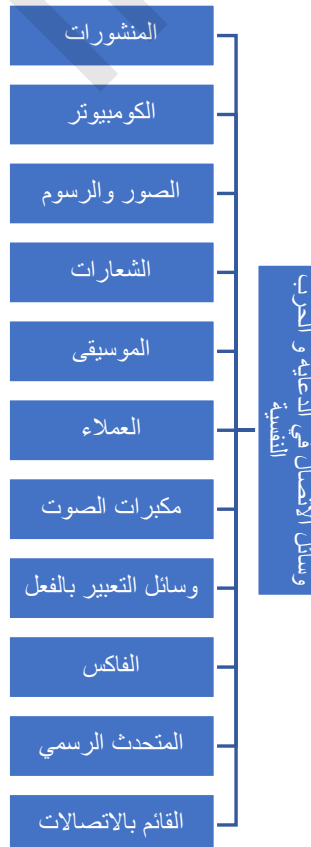 وسائل الاتصال في الدعايه و الحرب
النفسية
المنشورات
الكومبيوتر
الصور والرسوم
الشعارات
الموسيقى
العملاء
مكبرات الصوت
وسائل التعبير بالفعل
الفاكس
المتحدث الرسمي
القائم بالاتصالات